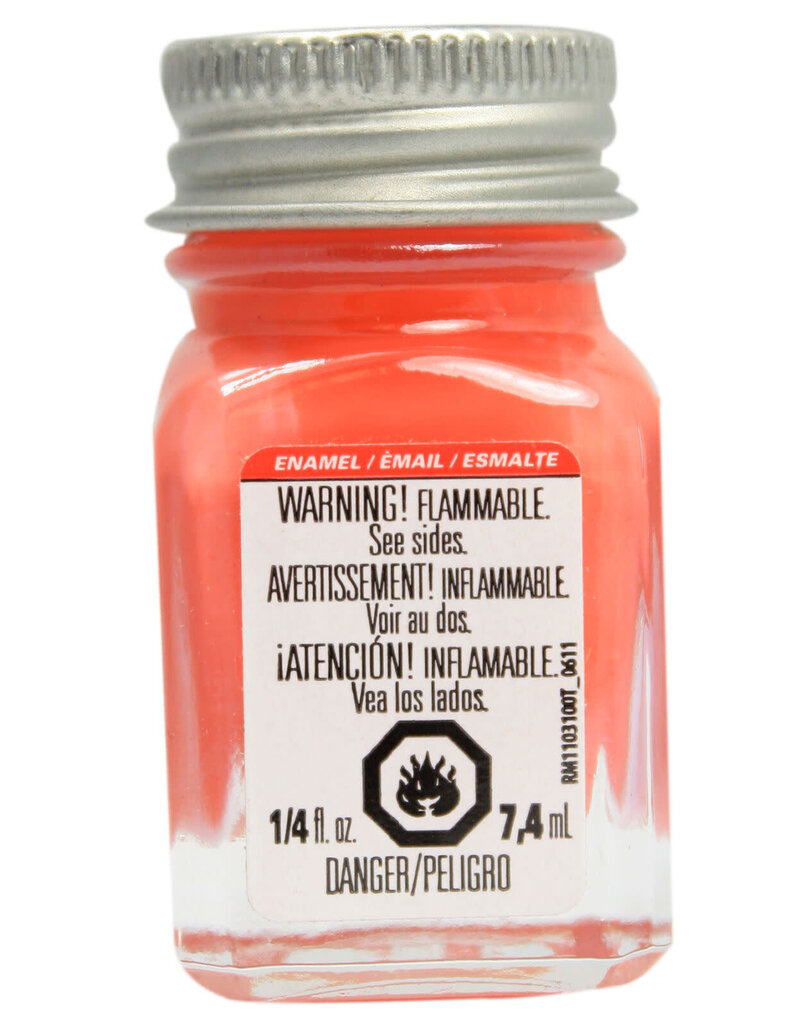 ENAMEL / ÈMAIL / ESMALTE
WARNING! FLAMMABLE.
See sides.
AVERTISSEMENT! INFLAMMABLE.
Voir au dos.
¡ATENCIÓN! INFLAMABLE.
Vea los lados.
RM1103100T_0611
1/4 fl. oz. 7,4 mL
DANGER/PELIGRO